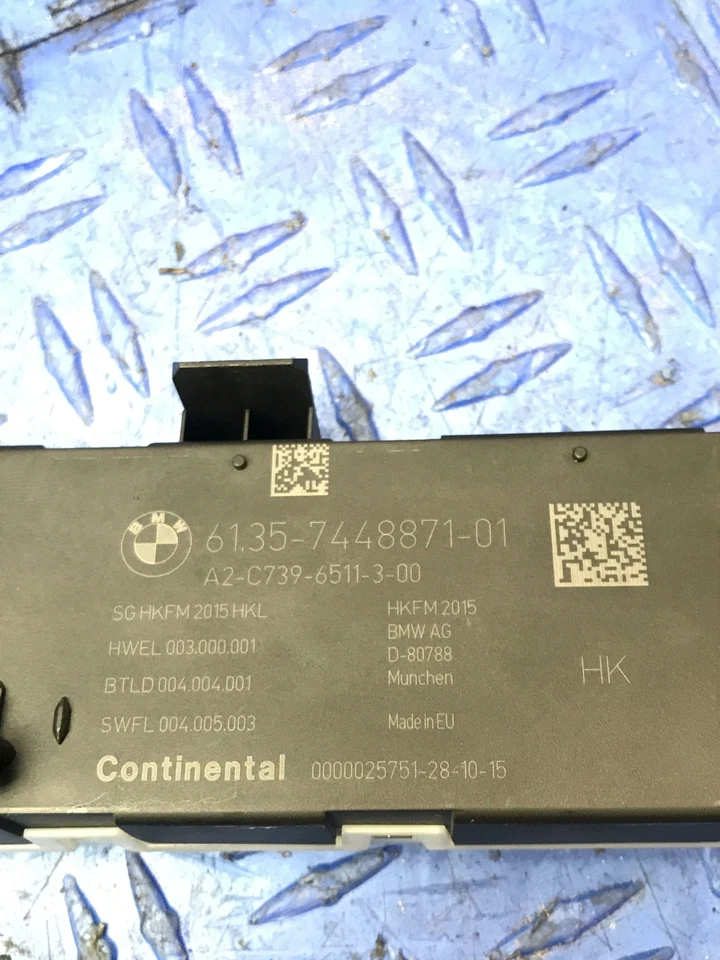 BMW
61.35-7448871-01
A2-C739-6511-3-00
SG HKFM 2015 HKL
HWEL 003.000.001
BTLD 004.004.001
SWFL 004.005.003
HKFM 2015
BMW AG
D-80788
Munchen
Made in EU
HK
Continental 0000025751-28-10-15